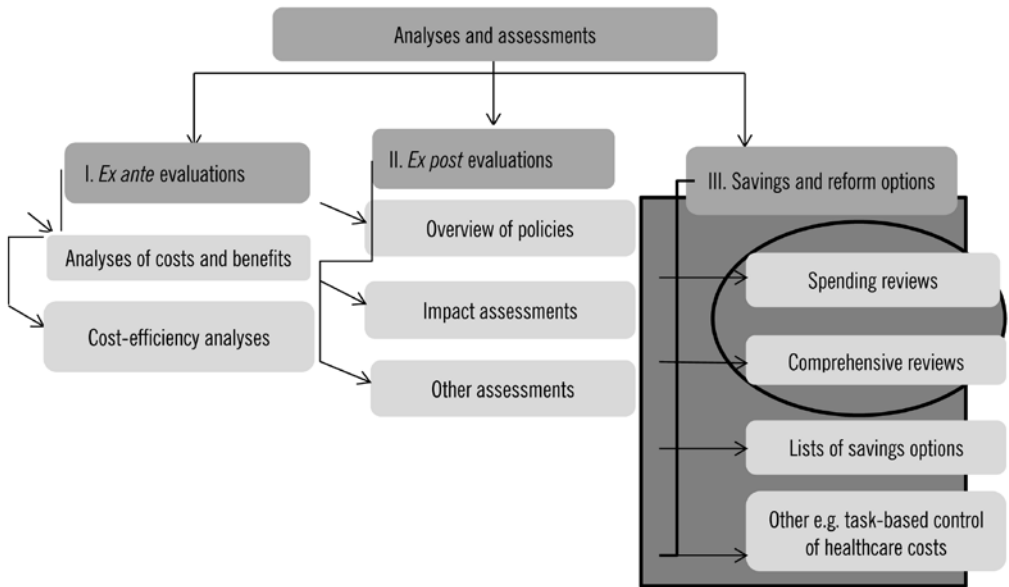 Analyses and assessments
I. Ex ante evaluations
Analyses of costs and benefits
Cost-efficiency analyses
II. Ex post evaluations
Overview of policies
Impact assessments
Other assessments
III. Savings and reform options
Spending reviews
Comprehensive reviews
Lists of savings options
Other e.g. task-based control
of healthcare costs